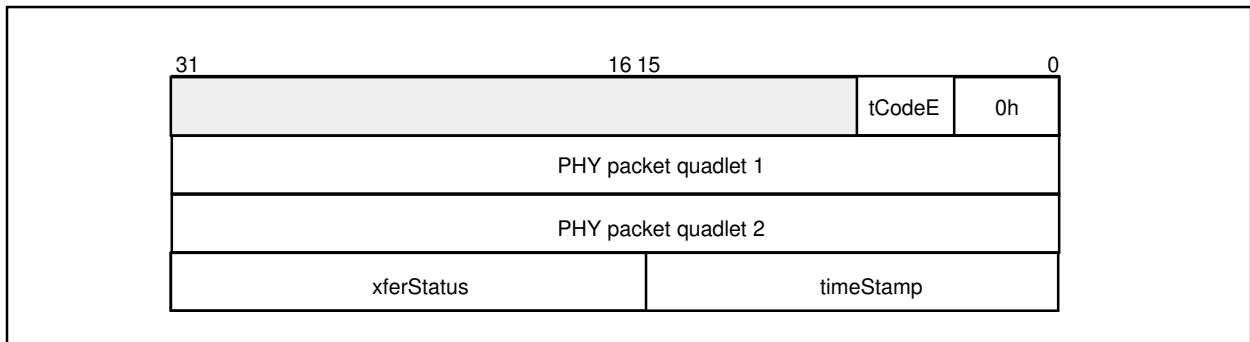 31 16 15 0
tCodeE 0h
PHY packet quadlet 1
PHY packet quadlet 2
xferStatus timeStamp